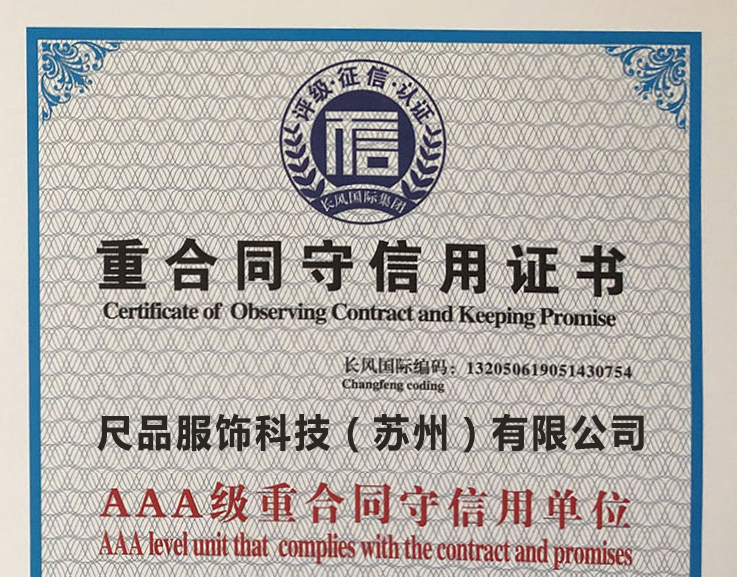 评级·征信·认证
信
长风国际集团
重合同守信用证书
Certificate of Observing Contract and Keeping Promise
长风国际编码：132050619051430754
Changfeng coding
尺品服饰科技（苏州）有限公司
AAA级重合同守信用单位
AAA level unit that complies with the contract and promises